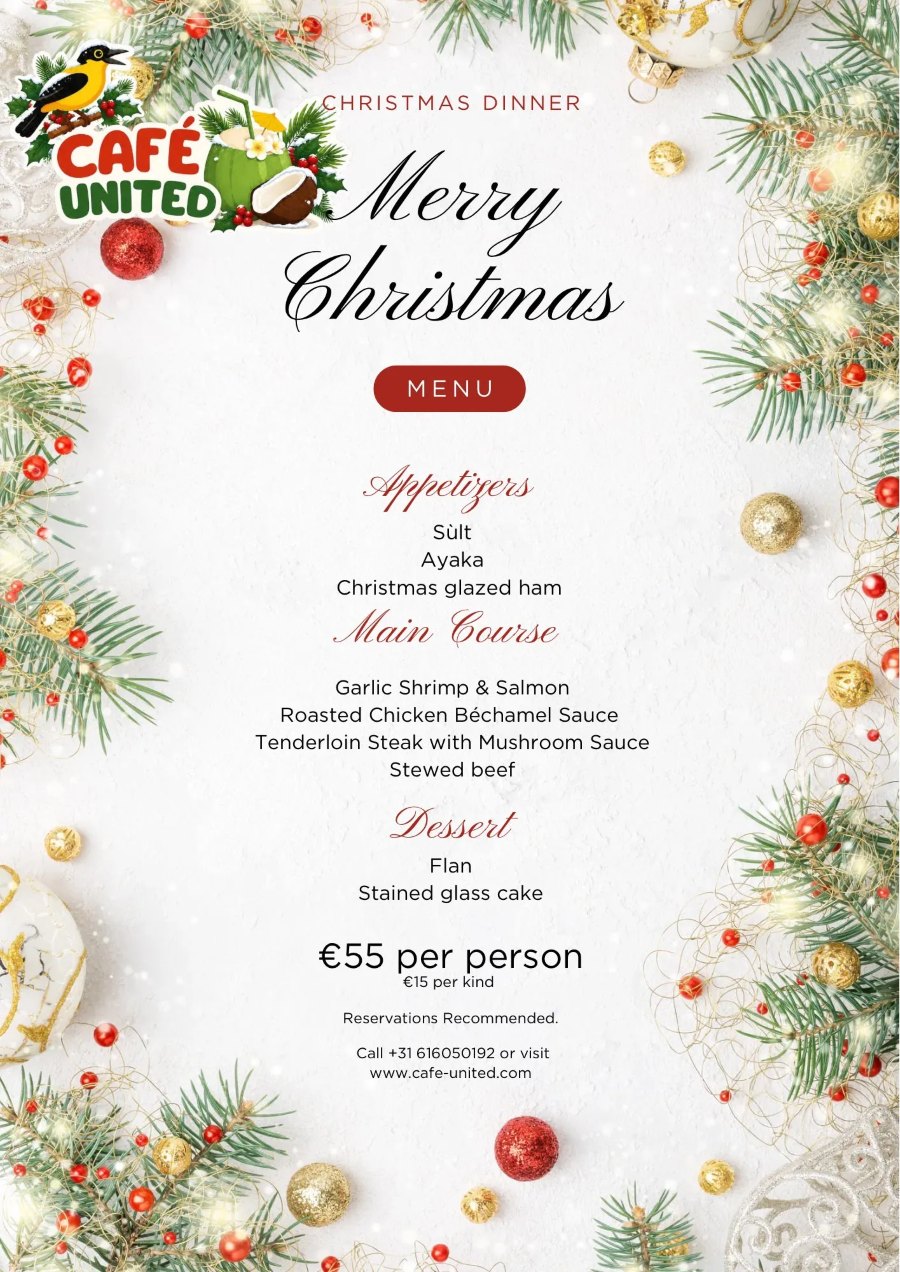 CAFÉ
UNITED
CHRISTMAS DINNER
Merry
Christmas
MENU
Appetizers
Sùlt
Ayaka
Christmas glazed ham
Main Course
Garlic Shrimp & Salmon
Roasted Chicken Béchamel Sauce
Tenderloin Steak with Mushroom Sauce
Stewed beef
Dessert
Flan
Stained glass cake
€55 per person
€15 per kind
Reservations Recommended.
Call +31 616050192 or visit
www.cafe-united.com